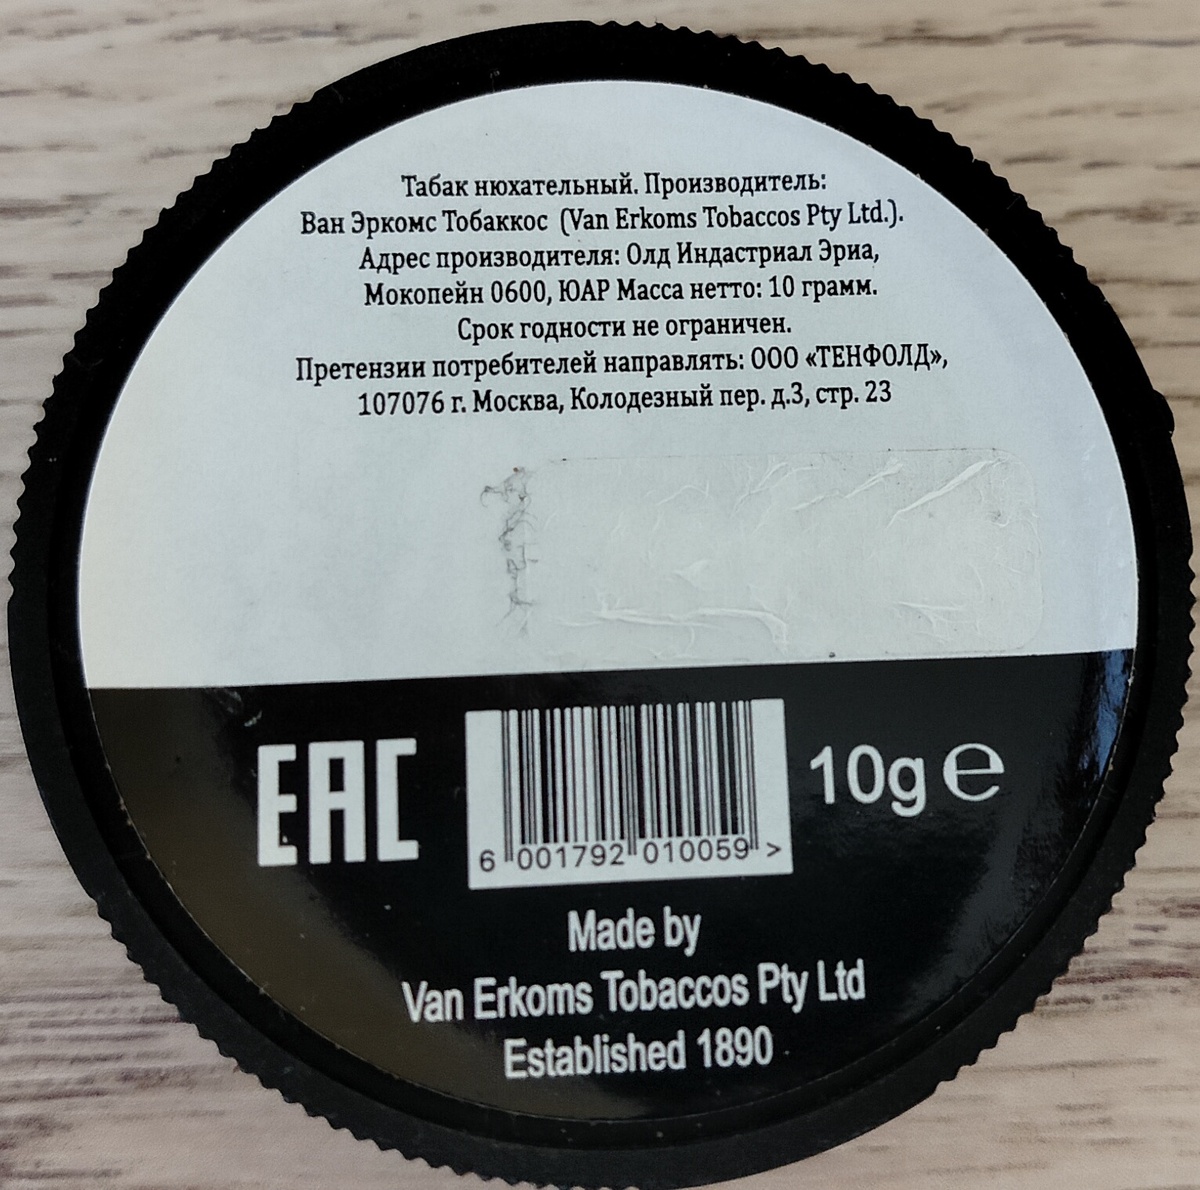 Табак нюхательный. Производитель:
Ван Эркомс Тобаккос (Van Erkoms Tobaccos Pty Ltd.).
Адрес производителя: Олд Индастриал Эриа,
Мокопейн 0600, ЮАР Масса нетто: 10 грамм.
Срок годности не ограничен.
Претензии потребителей направлять: ООО «ТЕНФОЛД»,
107076 г. Москва, Колодезный пер. д.3, стр. 23
EAC
6 001792 010059 >
10g ℮
Made by
Van Erkoms Tobaccos Pty Ltd
Established 1890